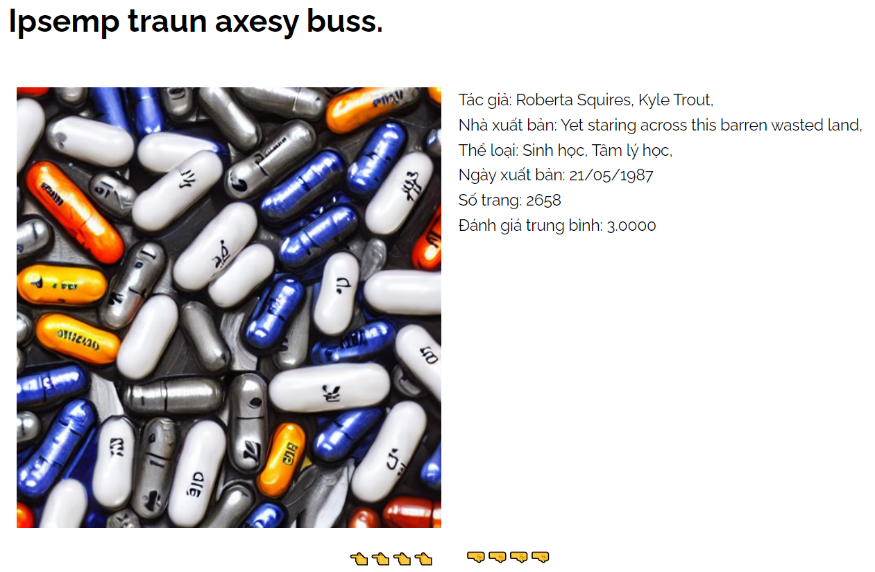 Ipsemp traun axesy buss.
Tác giả: Roberta Squires, Kyle Trout,
Nhà xuất bản: Yet staring across this barren wasted land,
Thể loại: Sinh học, Tâm lý học,
Ngày xuất bản: 21/05/1987
Số trang: 2658
Đánh giá trung bình: 3.0000